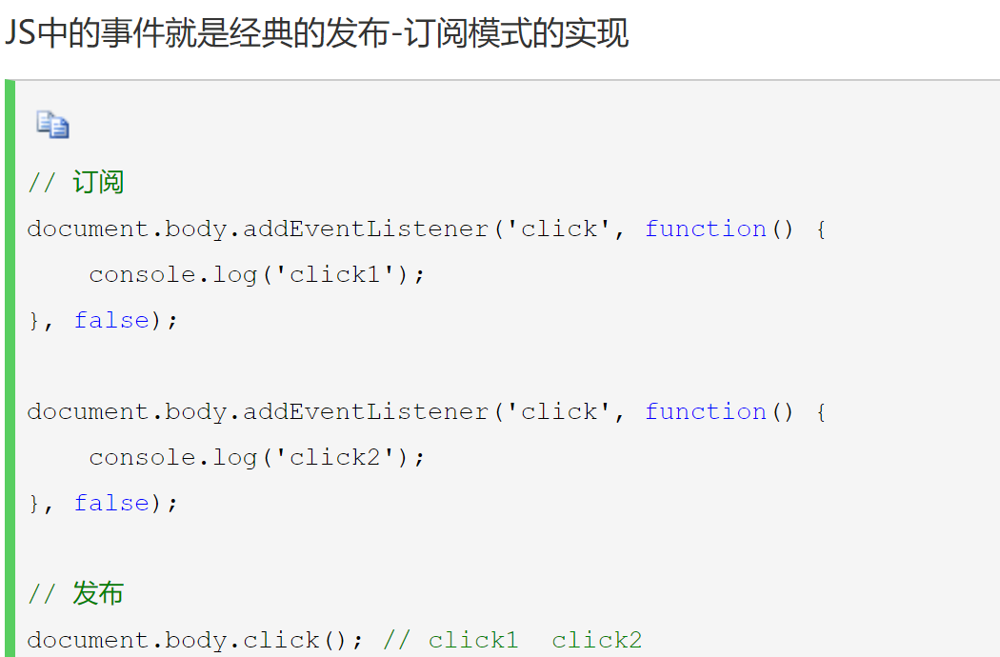 JS中的事件就是经典的发布-订阅模式的实现
// 订阅
document.body.addEventListener('click', function() {
    console.log('click1');
}, false);
document.body.addEventListener('click', function() {
    console.log('click2');
}, false);
// 发布
document.body.click(); // click1  click2